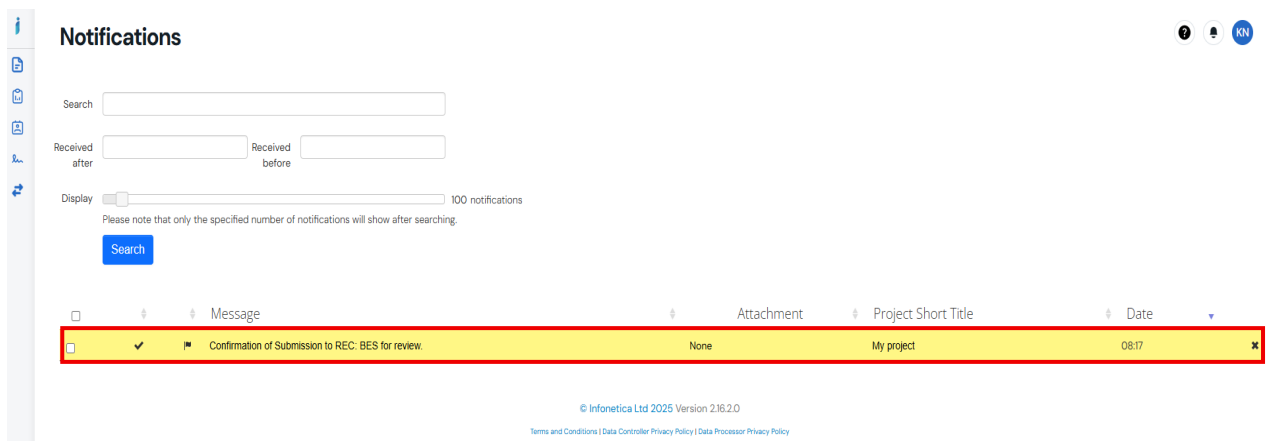 Notifications
?
KN
Search
Received after
Received before
Display
100 notifications
Please note that only the specified number of notifications will show after searching.
Search
Message Attachment Project Short Title Date
Confirmation of Submission to REC: BES for review. None My project 08:17
© Infonetica Ltd 2025 Version 2.16.2.0
Terms and Conditions | Data Controller Privacy Policy | Data Processor Privacy Policy